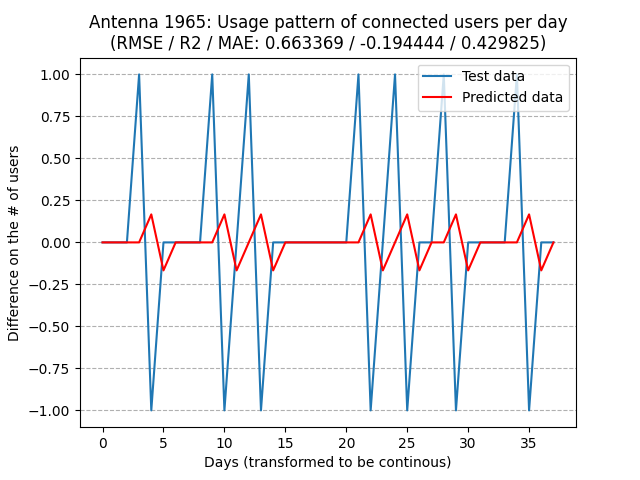 Antenna 1965: Usage pattern of connected users per day
(RMSE / R2 / MAE: 0.663369 / -0.194444 / 0.429825)
Test data
Predicted data
Difference on the # of users
1.00
0.75
0.50
0.25
0.00
−0.25
−0.50
−0.75
−1.00
0 5 10 15 20 25 30 35
Days (transformed to be continous)